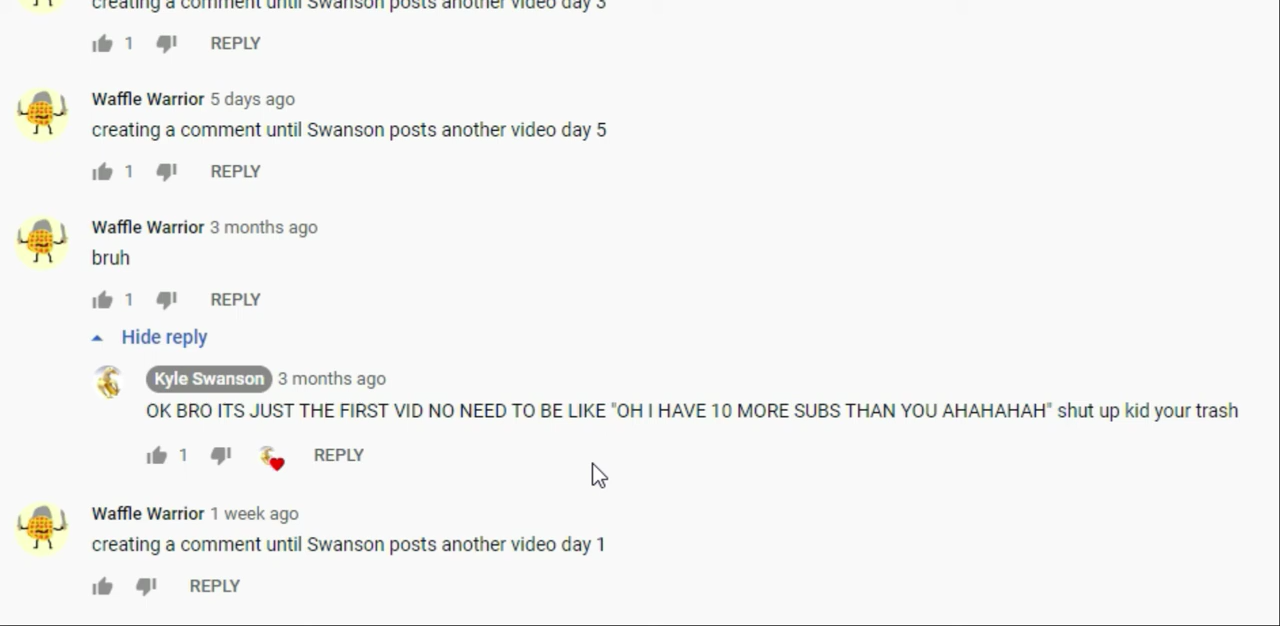 creating a comment until Swanson posts another video day 3
1 REPLY
Waffle Warrior 5 days ago
creating a comment until Swanson posts another video day 5
1 REPLY
Waffle Warrior 3 months ago
bruh
1 REPLY
Hide reply
Kyle Swanson 3 months ago
OK BRO ITS JUST THE FIRST VID NO NEED TO BE LIKE "OH I HAVE 10 MORE SUBS THAN YOU AHAHAHAH" shut up kid your trash
1 REPLY
Waffle Warrior 1 week ago
creating a comment until Swanson posts another video day 1
REPLY